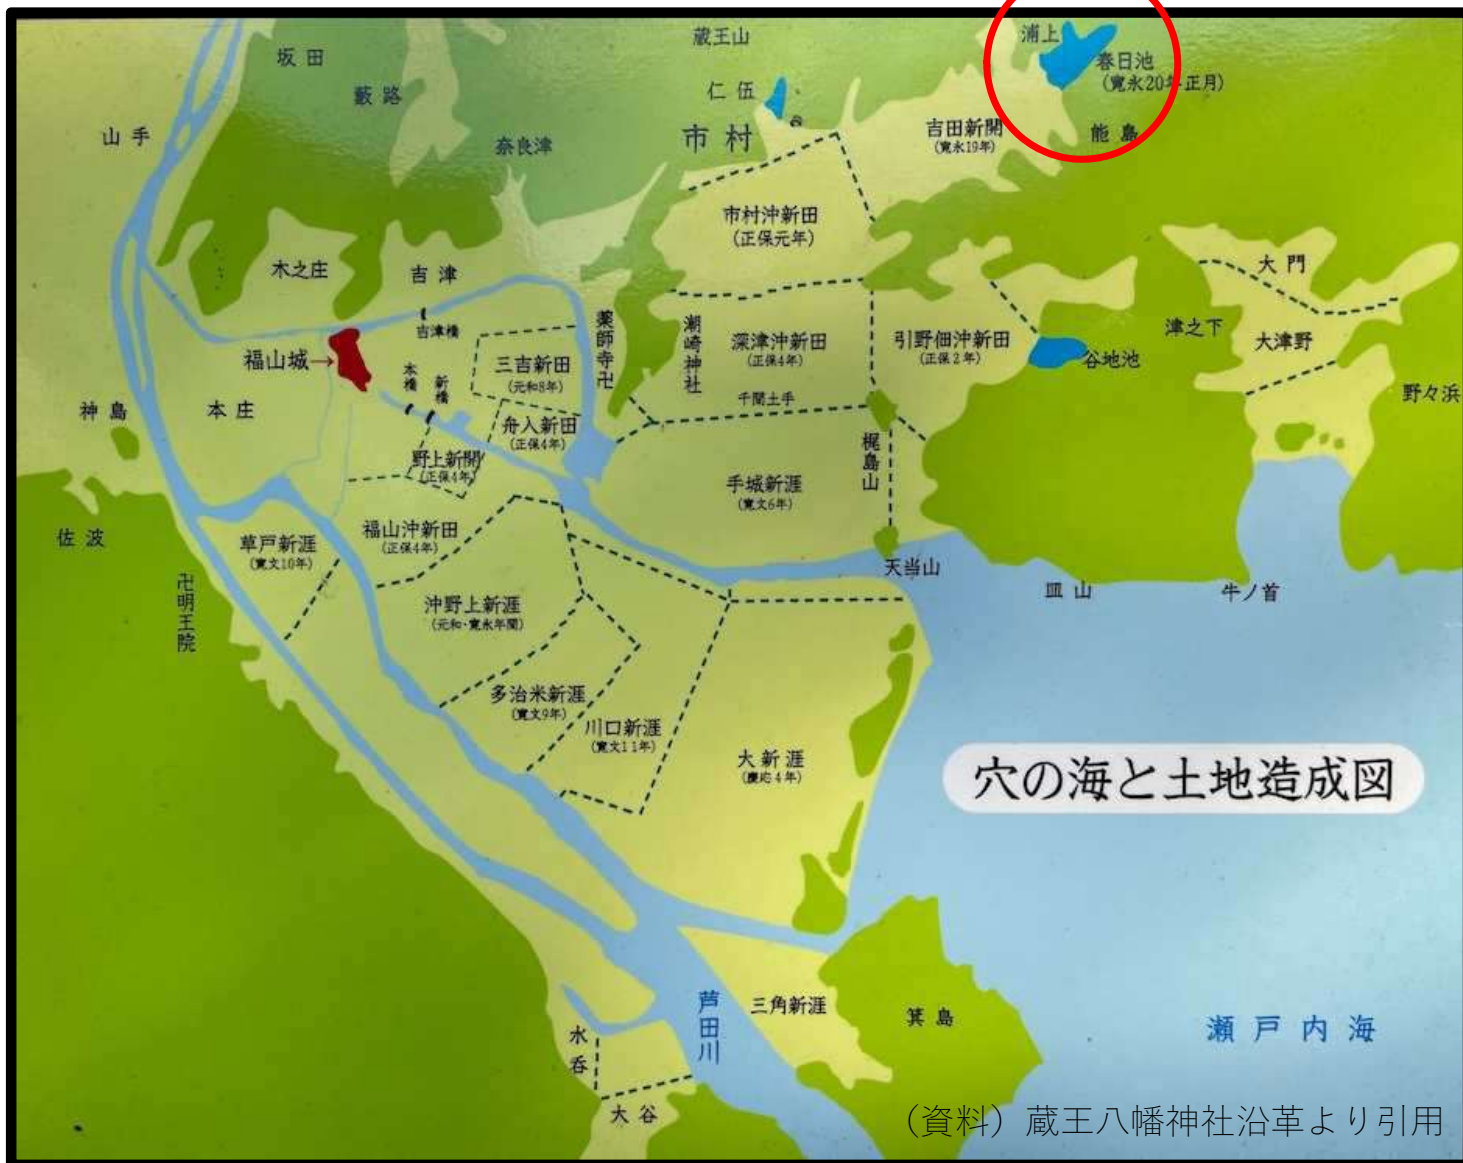 蔵王山
浦上
坂田
春日池
(寛永20年正月)
藪路
仁伍
山手
市村
奈良津
吉田新開
(寛永19年)
能島
市村沖新田
(正保元年)
木之庄
吉津
大門
吉津橋
薬師寺卍
潮崎神社
深津沖新田
(正保4年)
引野佃沖新田
(正保2年)
津之下
大津野
福山城→
三吉新田
(元和8年)
谷地池
本橋
新橋
千間土手
野々浜
神島
本庄
舟入新田
(正保4年)
野上新開
(正保4年)
梶島山
手城新涯
(寛文6年)
佐波
草戸新涯
(寛文10年)
福山沖新田
(正保4年)
天当山
皿山
牛ノ首
卍明王院
沖野上新涯
(元和・寛永年間)
多治米新涯
(寛文9年)
川口新涯
(寛文11年)
大新涯
(慶応4年)
穴の海と土地造成図
芦田川
三角新涯
箕島
瀬戸内海
水呑
大谷
（資料）蔵王八幡神社沿革より引用